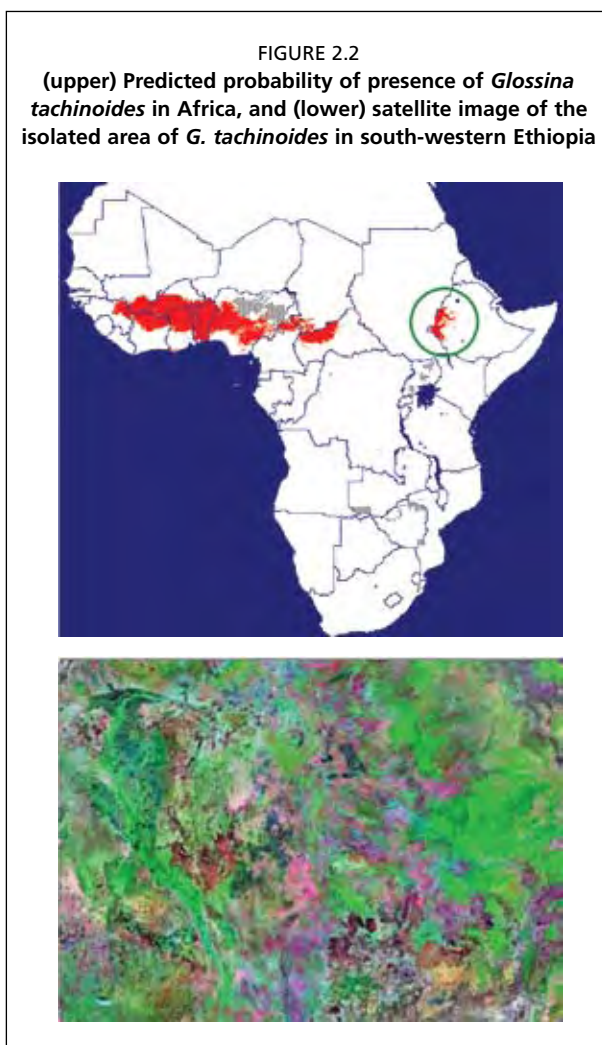 FIGURE 2.2
(upper) Predicted probability of presence of Glossina
tachinoides in Africa, and (lower) satellite image of the
isolated area of G. tachinoides in south-western Ethiopia